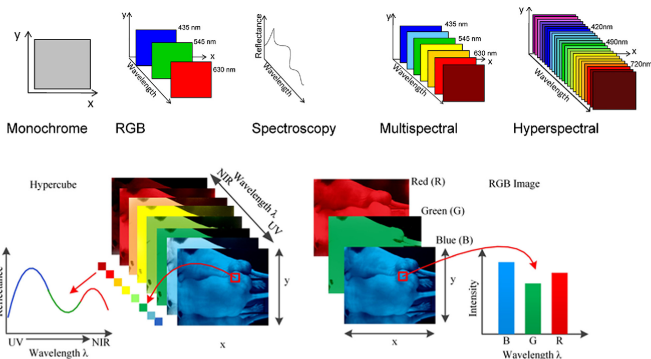 y
x
Monochrome
y
435 nm
545 nm
x
630 nm
Wavelength
RGB
Reflectance
Wavelength
Spectroscopy
y
435 nm
545 nm
x
630 nm
Wavelength
Multispectral
y
420nm
490nm
x
720nm
Wavelength
Hyperspectral
Hypercube
NIR
Wavelength λ
UV
y
x
Reflectance
UV
NIR
Wavelength λ
Red (R)
Green (G)
Blue (B)
y
x
RGB Image
Intensity
B
G
R
Wavelength λ